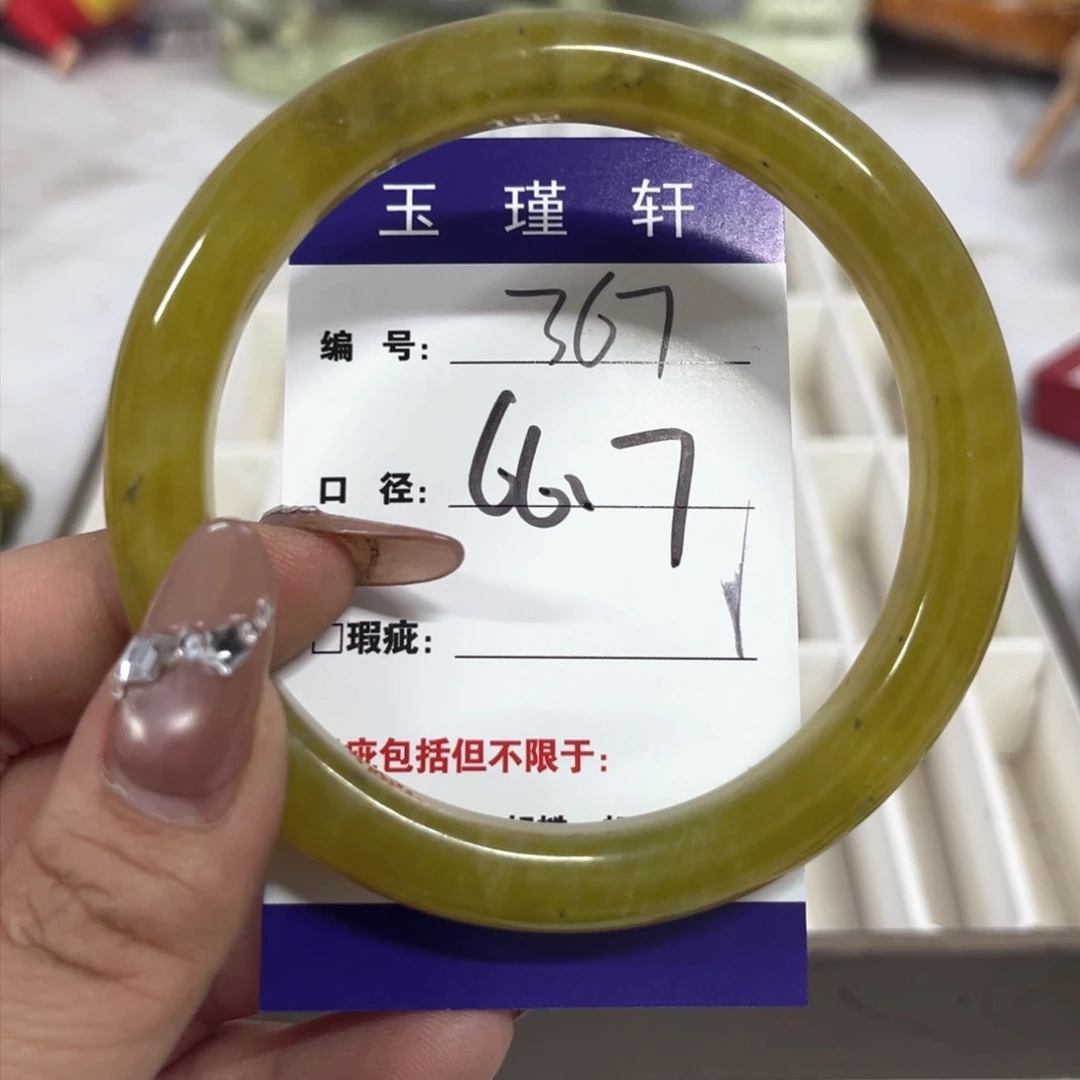 玉瑾轩
编 号: 367
口 径: 66.7
□瑕疵:
疵包括但不限于: